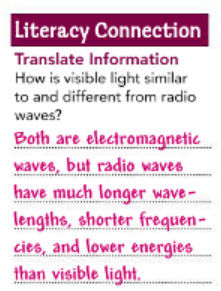 Literacy Connection
Translate Information
How is visible light similar
to and different from radio
waves?
Both are electromagnetic
waves, but radio waves
have much longer wave-
lengths, shorter frequen-
cies, and lower energies
than visible light.